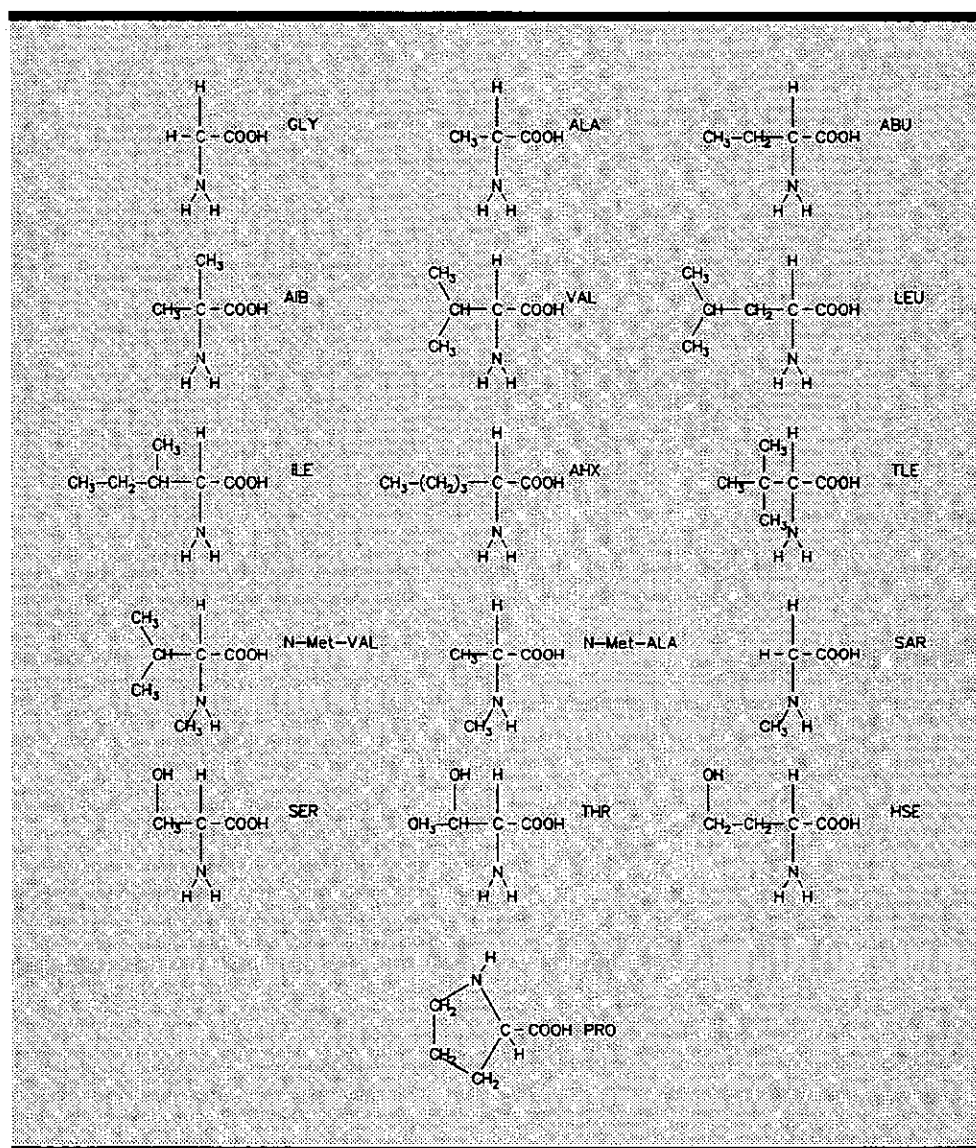 H H H
H C COOH GLY CH₃ C COOH ALA CH₃ CH₂ C COOH ABU
N N N
H H H H H H
CH₃ CH₃ H CH₃ H
CH₃ C COOH AIB CH C COOH VAL CH CH₂ C COOH LEU
CH₃ CH₃
N N N
H H H H H H
CH₃ H H CH₃ H
CH₃ CH₂ CH C COOH ILE CH₃ (CH₂)₃ C COOH AHX CH₃ C C COOH TLE
CH₃
N N N
H H H H H H
CH₃ H H H
CH C COOH N-Met-VAL CH₃ C COOH N-Met-ALA H C COOH SAR
CH₃
N N N
CH₃ H CH₃ H CH₃ H
OH H OH H OH H
CH₃ C COOH SER CH₃ CH C COOH THR CH₂ CH₂ C COOH HSE
N N N
H H H H H H
H
N
CH₂
C COOH PRO
CH₂ H
CH₂